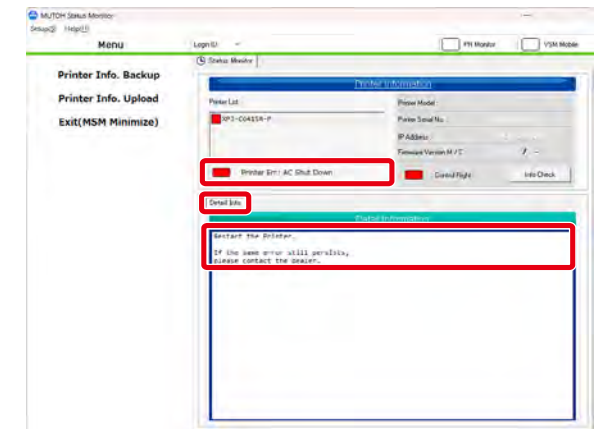 MUTOH Status Monitor
Setup(S) Help(H)
Menu
Login ID
PN Monitor
VSM Mobile
Status Monitor
Printer Info. Backup
Printer Info. Upload
Exit(MSM Minimize)
Printer Information
Printer List
Printer Model
Printer Serial No.
IP Address
Firmware Version M / C
/ -
Printer Err: AC Shut Down
Control Right
Info Check
Detail Info.
Detail Information
Restart the Printer.
If the same error still persists,
please contact the dealer.